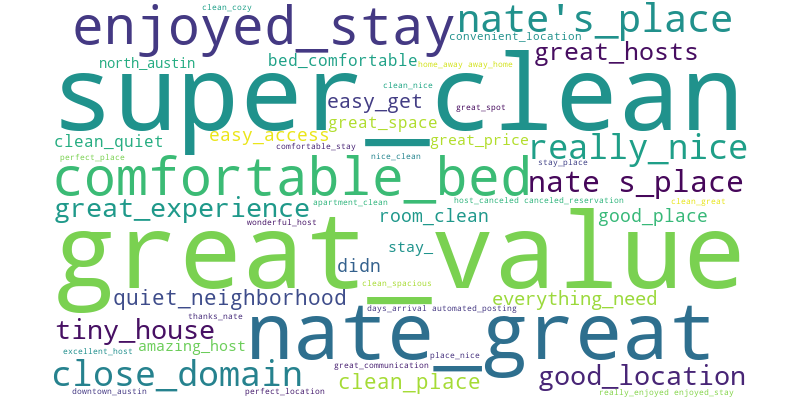 clean_cozy
enjoyed_stay
nate's_place
convenient_location
great_hosts
north_austin
bed_comfortable
home_away away_home
super_clean
clean_nice
easy_get
great_spot
great_space
easy_access
clean_quiet
comfortable_stay
great_price
really_nice
perfect_place
nice_clean
stay_place
comfortable_bed
nate s_place
great_experience
apartment_clean
host_canceled canceled_reservation
clean_great
room_clean
good_place
wonderful_host
great_value
stay_
didn
clean_spacious
quiet_neighborhood
everything_need
days_arrival automated_posting
thanks_nate
nate_great
tiny_house
amazing_host
excellent_host
place_nice
great_communication
close_domain
clean_place
good_location
downtown_austin
perfect_location
really_enjoyed enjoyed_stay